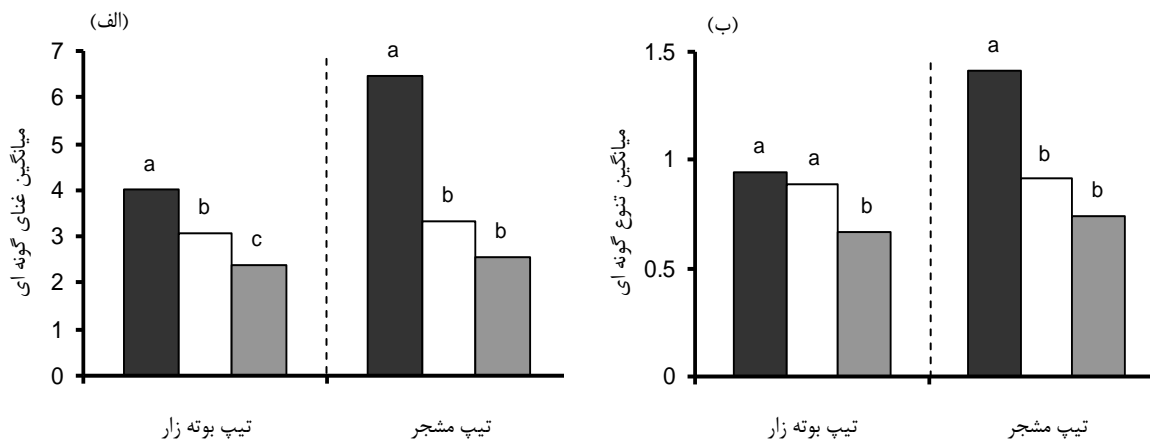 (الف)
میانگین غنای گونه ای
7
6
5
4
3
2
1
0
a
b
c
a
b
b
تیپ بوته زار
تیپ مشجر
(ب)
میانگین تنوع گونه ای
1.5
1
0.5
0
a
a
b
a
b
b
تیپ بوته زار
تیپ مشجر